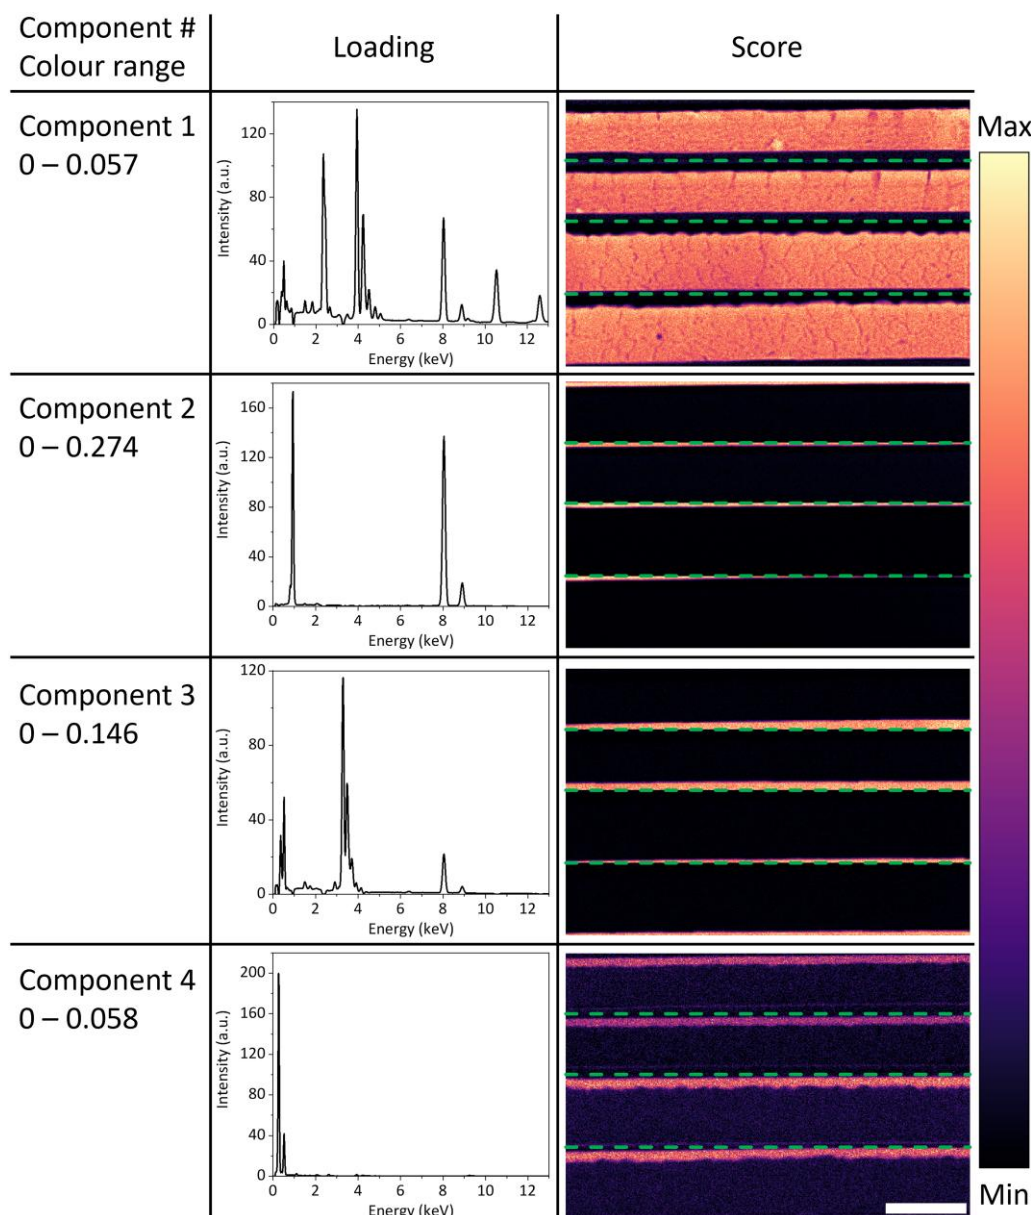 Component #
Colour range
Loading
Score
Component 1
0 – 0.057
Intensity (a.u.)
120
80
40
0
0 2 4 6 8 10 12
Energy (keV)
Max
Component 2
0 – 0.274
Intensity (a.u.)
160
120
80
40
0
0 2 4 6 8 10 12
Energy (keV)
Component 3
0 – 0.146
Intensity (a.u.)
120
80
40
0
0 2 4 6 8 10 12
Energy (keV)
Component 4
0 – 0.058
Intensity (a.u.)
200
160
120
80
40
0
0 2 4 6 8 10 12
Energy (keV)
Min